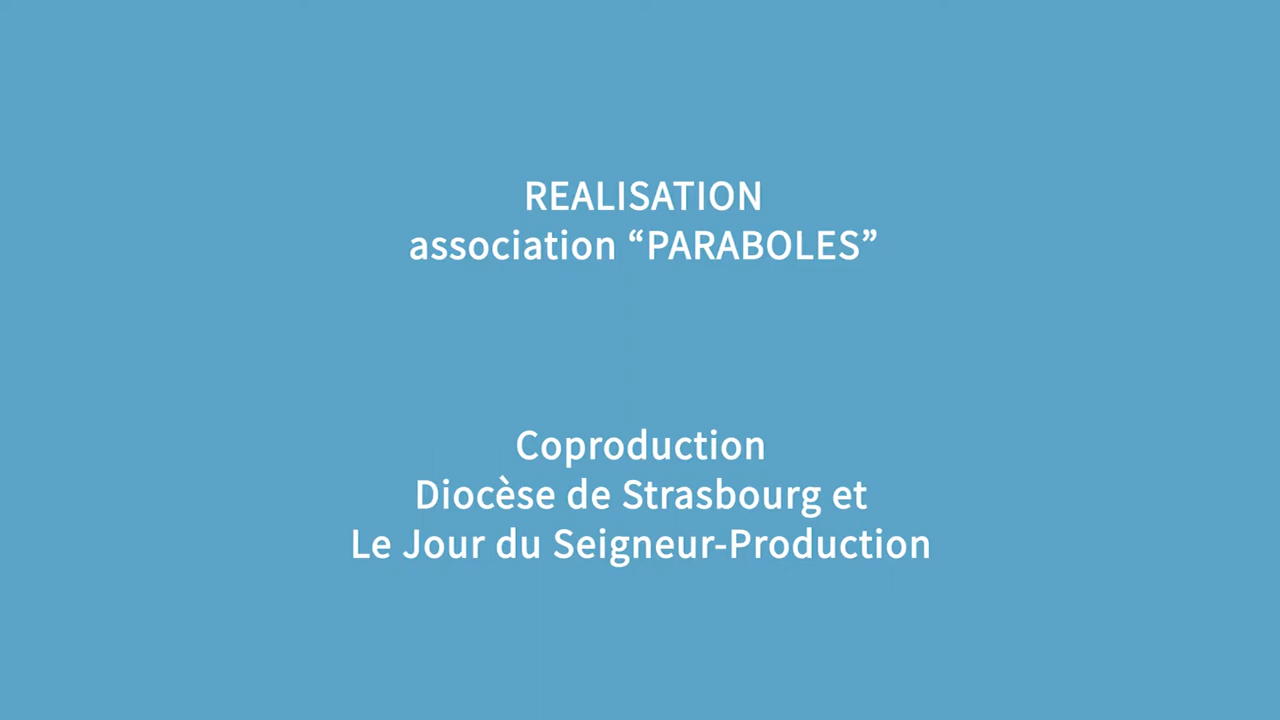 REALISATION
association “PARABOLES”
Coproduction
Diocèse de Strasbourg et
Le Jour du Seigneur-Production